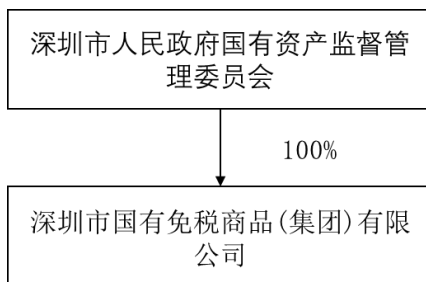 深圳市人民政府国有资产监督管
理委员会
100%
深圳市国有免税商品(集团)有限
公司